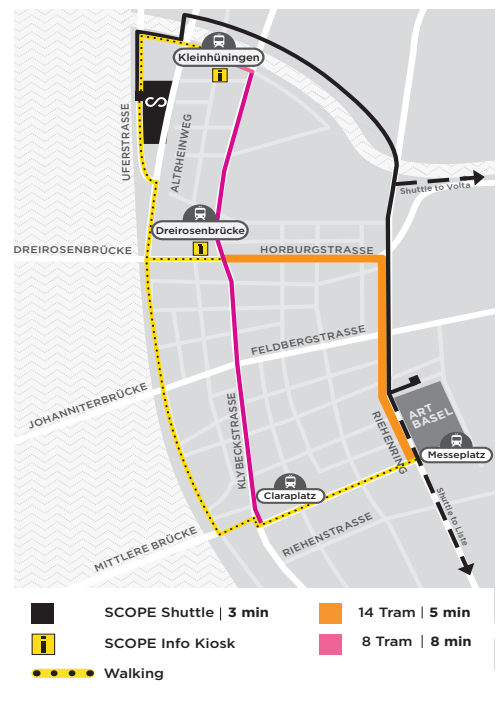 Kleinhüningen
i
S
UFERSTRASSE
ALTRHEINWEG
Shuttle to Volta
Dreirosenbrücke
i
DREIROSENBRÜCKE
HORBURGSTRASSE
FELDBERGSTRASSE
JOHANNITERBRÜCKE
KLYBECKSTRASSE
ART
BASEL
RIEHENRING
Messeplatz
Claraplatz
Shuttle to Liste
RIEHENSTRASSE
MITTLERE BRÜCKE
SCOPE Shuttle | 3 min
14 Tram | 5 min
i
SCOPE Info Kiosk
8 Tram | 8 min
Walking